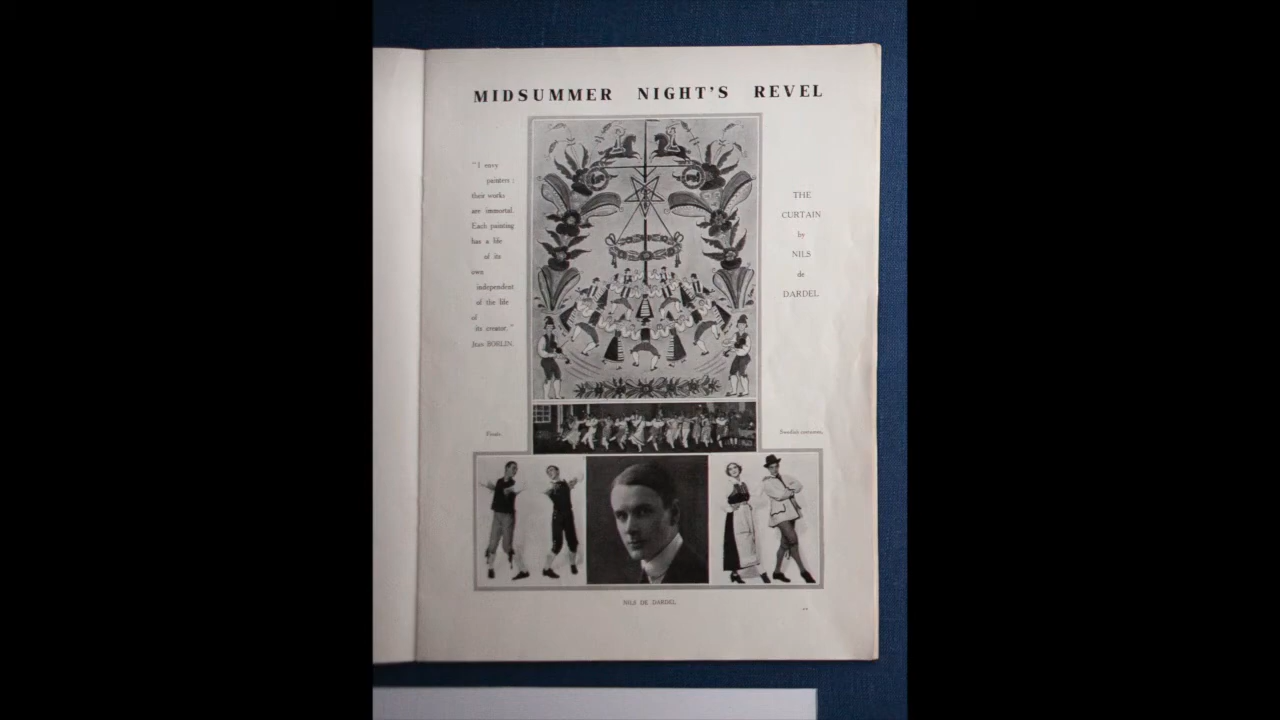 MIDSUMMER NIGHT'S REVEL
"I envy
painters :
their works
are immortal.
Each painting
has a life
of its
own
independent
of the life
of
its creator."
Jean BORLIN.
THE
CURTAIN
by
NILS
de
DARDEL
Finale.
Swedish costumes.
NILS DE DARDEL